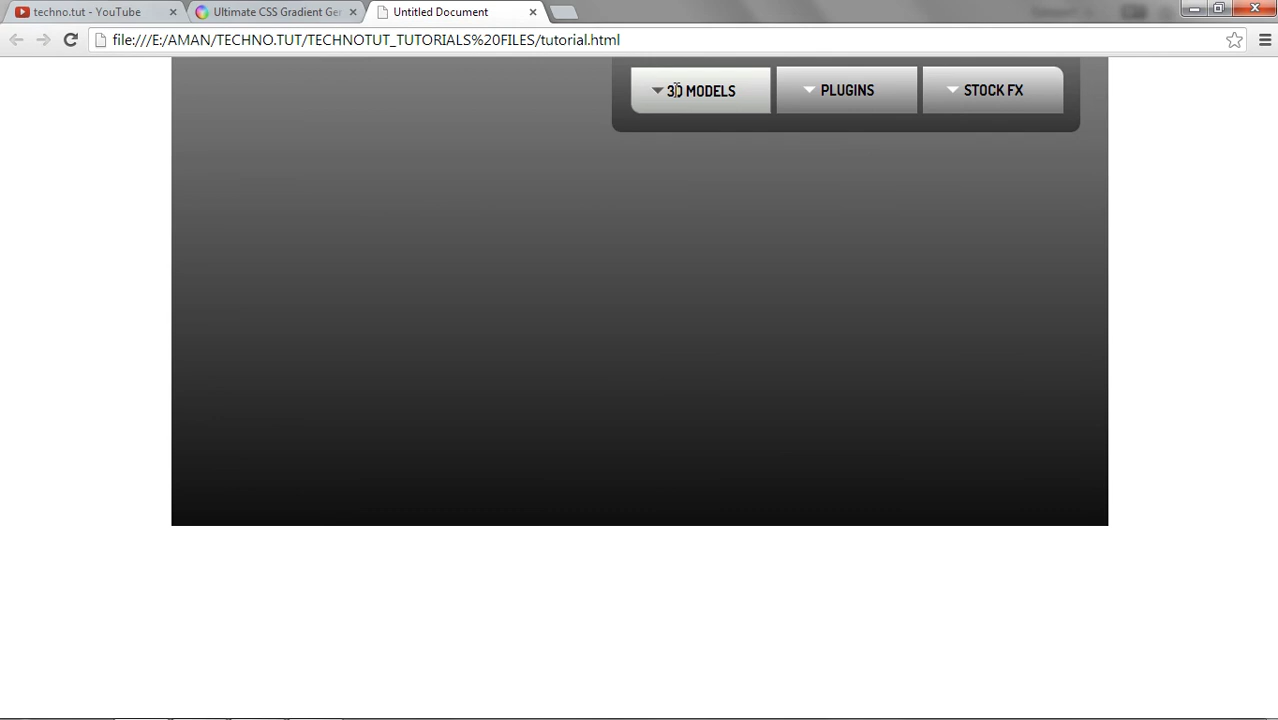 techno.tut - YouTube
Ultimate CSS Gradient Ger
Untitled Document
file:///E:/AMAN/TECHNO.TUT/TECHNOTUT_TUTORIALS%20FILES/tutorial.html
3D MODELS
PLUGINS
STOCK FX